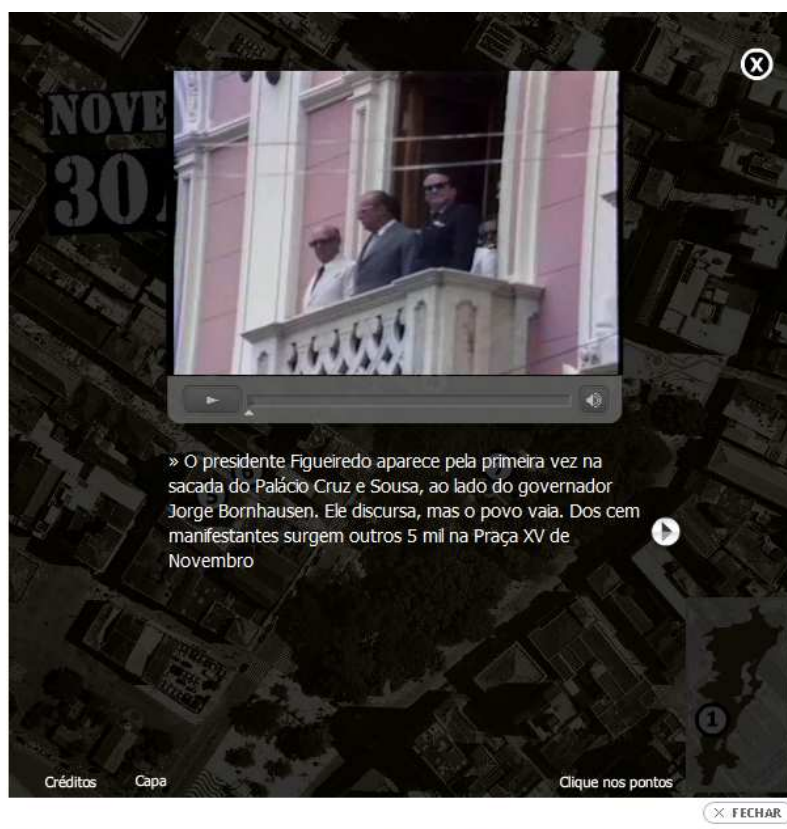 NOVE
30
» O presidente Figueiredo aparece pela primeira vez na
sacada do Palácio Cruz e Sousa, ao lado do governador
Jorge Bornhausen. Ele discursa, mas o povo vaia. Dos cem
manifestantes surgem outros 5 mil na Praça XV de
Novembro
1
Créditos
Capa
Clique nos pontos
X FECHAR